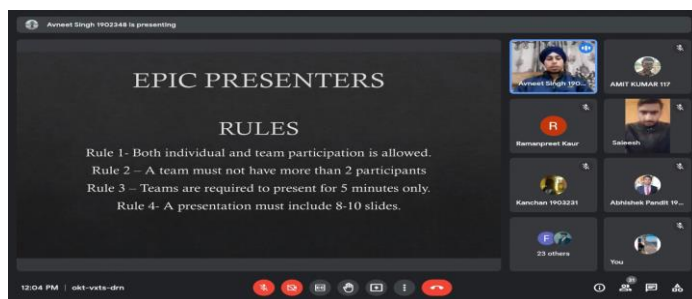 Avneet Singh 1902348 is presenting
EPIC PRESENTERS
RULES
Rule 1- Both individual and team participation is allowed.
Rule 2 – A team must not have more than 2 participants
Rule 3 – Teams are required to present for 5 minutes only.
Rule 4- A presentation must include 8-10 slides.
Avneet Singh 190...
AMIT KUMAR 117
R
Ramanpreet Kaur
Saleesh
Kanchan 1903231
Abhishek Pandit 19...
F
23 others
You
12:04 PM | okt-vxts-drn
31